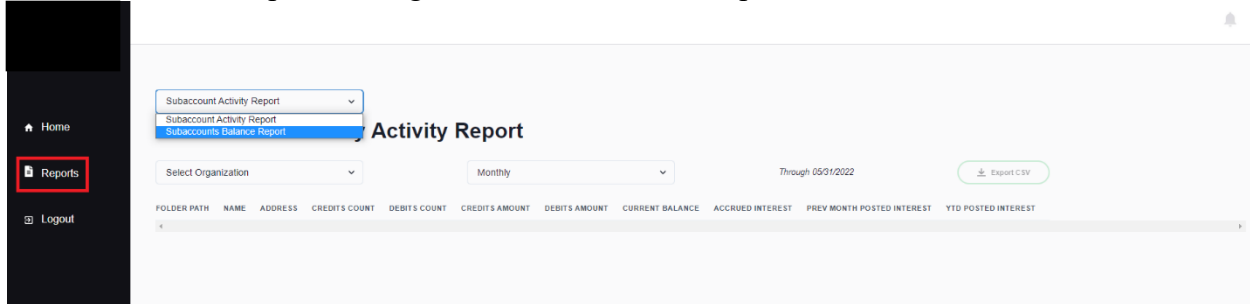 Subaccount Activity Report
Subaccount Activity Report
Subaccounts Balance Report
Activity Report
Home
Reports
Logout
Select Organization
Monthly
Through 05/31/2022
Export CSV
FOLDER PATH NAME ADDRESS CREDITS COUNT DEBITS COUNT CREDITS AMOUNT DEBITS AMOUNT CURRENT BALANCE ACCRUED INTEREST PREV MONTH POSTED INTEREST YTD POSTED INTEREST